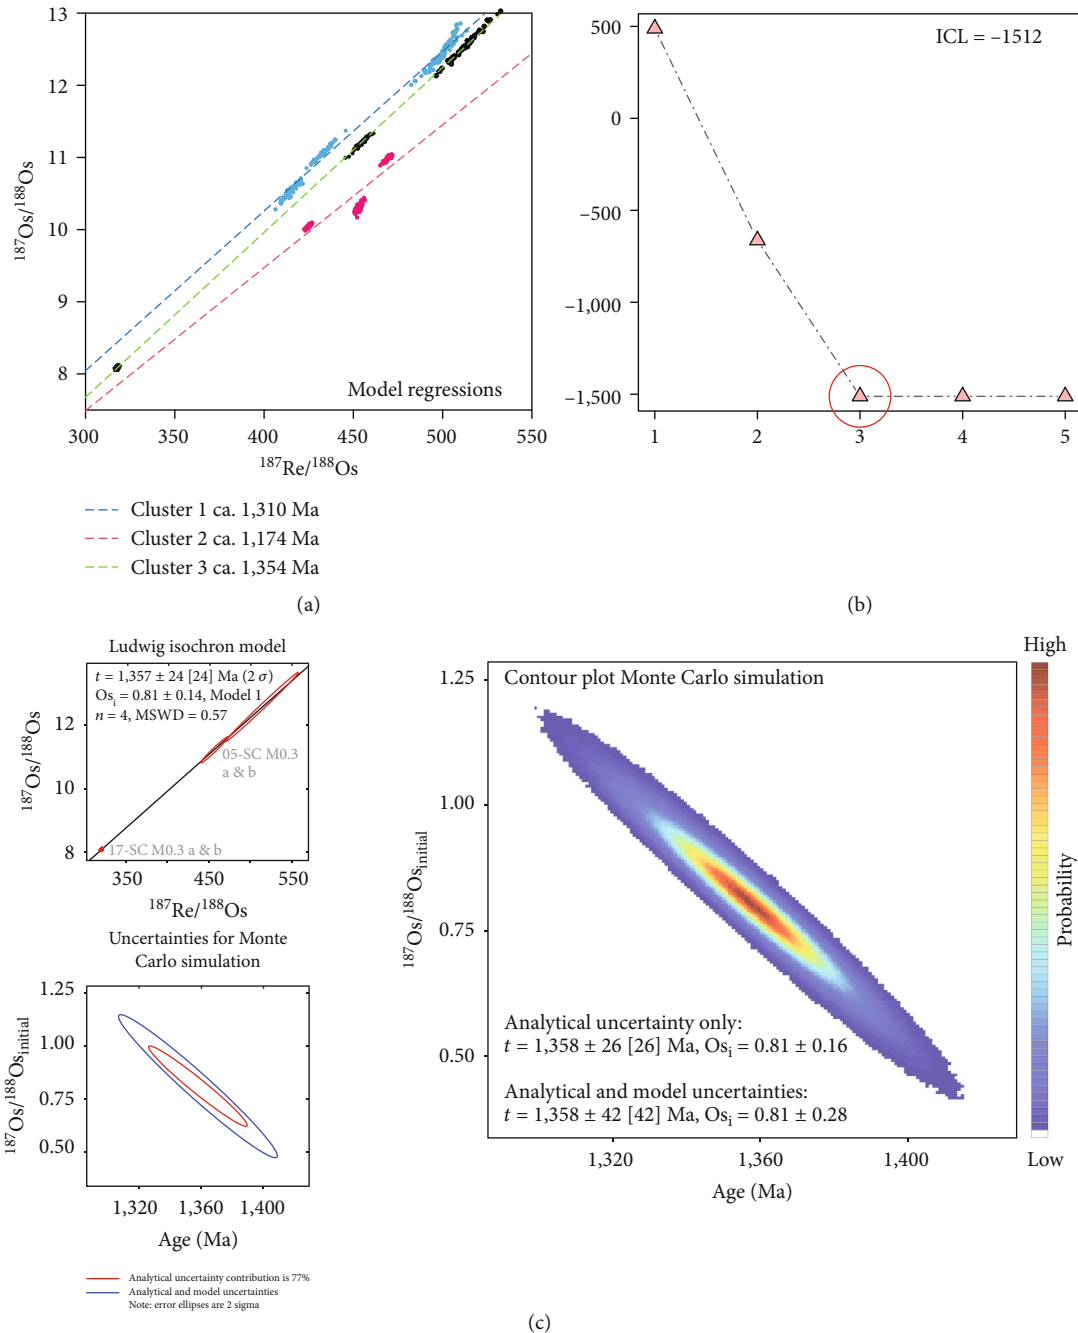 13
12
11
10
9
8
187Os/188Os
300
400
450
500
550
187Re/188Os
Model regressions
Cluster 1 ca. 1,310 Ma
Cluster 2 ca. 1,174 Ma
Cluster 3 ca. 1,354 Ma
(a)
500
0
−500
−1,000
−1,500
ICL = −1512
1
2
3
4
5
(b)
Ludwig isochron model
t = 1,357 ± 24 [24] Ma (2 σ)
Osi = 0.81 ± 0.14, Model 1
n = 4, MSWD = 0.57
05-SC M0.3
a & b
17-SC M0.3 a & b
12
10
8
187Os/188Os
350
450
550
187Re/188Os
Uncertainties for Monte
Carlo simulation
1.25
1.00
0.75
0.50
187Os/188Osinitial
1,320
1,360
1,400
Age (Ma)
Analytical uncertainty contribution is 77%
Analytical and model uncertainties
Note: error ellipses are 2 sigma
Contour plot Monte Carlo simulation
1.25
1.00
0.75
0.50
187Os/188Osinitial
Analytical uncertainty only:
t = 1,358 ± 26 [26] Ma, Osi = 0.81 ± 0.16
Analytical and model uncertainties:
t = 1,358 ± 42 [42] Ma, Osi = 0.81 ± 0.28
1,320
1,360
1,400
Age (Ma)
High
Probability
Low
(c)